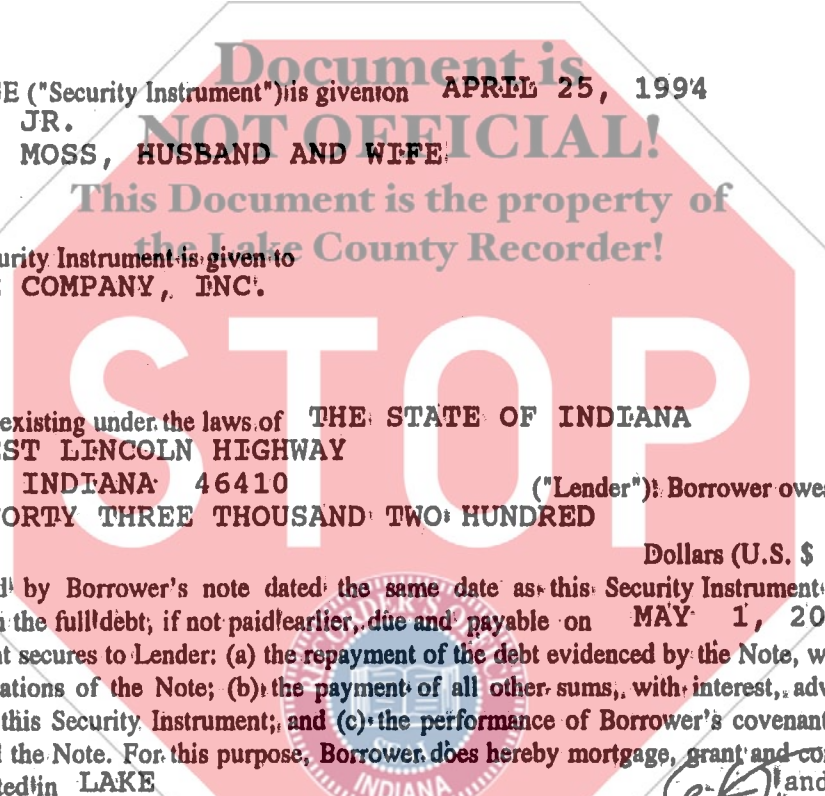 Document is
GE ("Security Instrument") is given on APRIL 25, 1994
JR.
NOT OFFICIAL!
MOSS, HUSBAND AND WIFE
This Document is the property of
the Lake County Recorder!
urity Instrument is given to
COMPANY, INC.
STOP
existing under the laws of THE STATE OF INDIANA
EST LINCOLN HIGHWAY
INDIANA 46410 ("Lender"). Borrower owe
FORTY THREE THOUSAND TWO HUNDRED
Dollars (U.S. $
d by Borrower's note dated the same date as this Security Instrument
the full debt, if not paid earlier, due and payable on MAY 1, 20
t secures to Lender: (a) the repayment of the debt evidenced by the Note, w
ations of the Note; (b) the payment of all other sums, with interest, adv
this Security Instrument; and (c) the performance of Borrower's covenant
the Note. For this purpose, Borrower does hereby mortgage, grant and co
ted in LAKE and
RECORDER'S
INDIANA